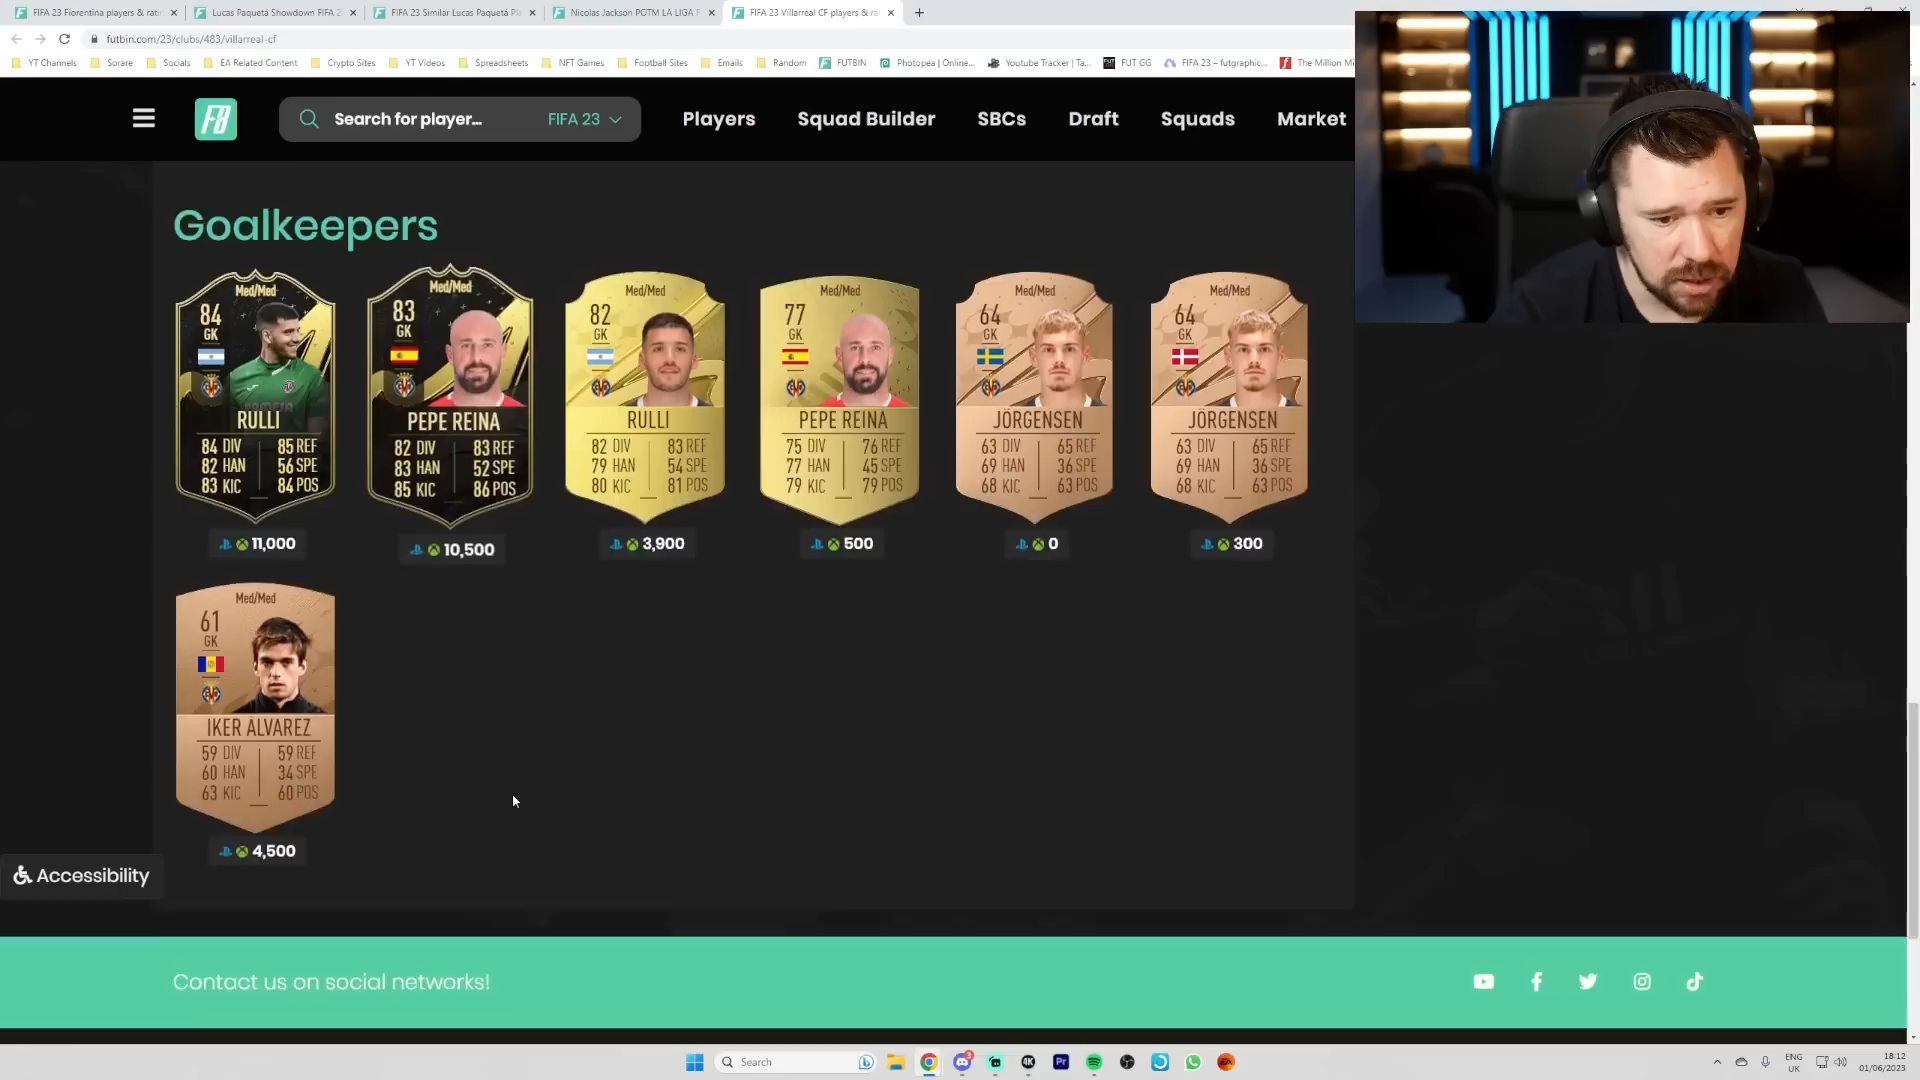 FIFA 23 Fiorentina players & rati
Lucas Paquetá Showdown FIFA 2
FIFA 23 Similar Lucas Paquetá Pla
Nicolas Jackson POTM LA LIGA F
FIFA 23 Villarreal CF players & ra
futbin.com/23/clubs/483/villarreal-cf
YT Channels
Sorare
Socials
EA Related Content
Crypto Sites
YT Videos
Spreadsheets
NFT Games
Football Sites
Emails
Random
FUTBIN
Photopea | Online...
Youtube Tracker | Ta...
FUT GG
FIFA 23 – futgraphic...
The Million Mi
Search for player...
FIFA 23
Players
Squad Builder
SBCs
Draft
Squads
Market
Goalkeepers
Med/Med
84
GK
RULLI
84 DIV 85 REF
82 HAN 56 SPE
83 KIC 84 POS
11,000
Med/Med
83
GK
PEPE REINA
82 DIV 83 REF
83 HAN 52 SPE
85 KIC 86 POS
10,500
Med/Med
82
GK
RULLI
82 DIV 83 REF
79 HAN 54 SPE
80 KIC 81 POS
3,900
Med/Med
77
GK
PEPE REINA
75 DIV 76 REF
77 HAN 45 SPE
79 KIC 79 POS
500
Med/Med
64
GK
JÖRGENSEN
63 DIV 65 REF
69 HAN 36 SPE
68 KIC 63 POS
0
Med/Med
64
GK
JÖRGENSEN
63 DIV 65 REF
69 HAN 36 SPE
68 KIC 63 POS
300
Med/Med
61
GK
IKER ÁLVAREZ
59 DIV 59 REF
60 HAN 34 SPE
63 KIC 60 POS
4,500
Accessibility
Contact us on social networks!
Search
ENG
UK
18:12
01/06/2023